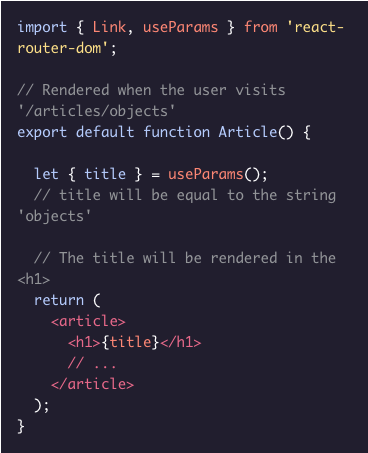 import { Link, useParams } from 'react-
router-dom';
// Rendered when the user visits
'/articles/objects'
export default function Article() {
let { title } = useParams();
// title will be equal to the string
'objects'
// The title will be rendered in the
<h1>
return (
<article>
<h1>{title}</h1>
// ...
</article>
);
}